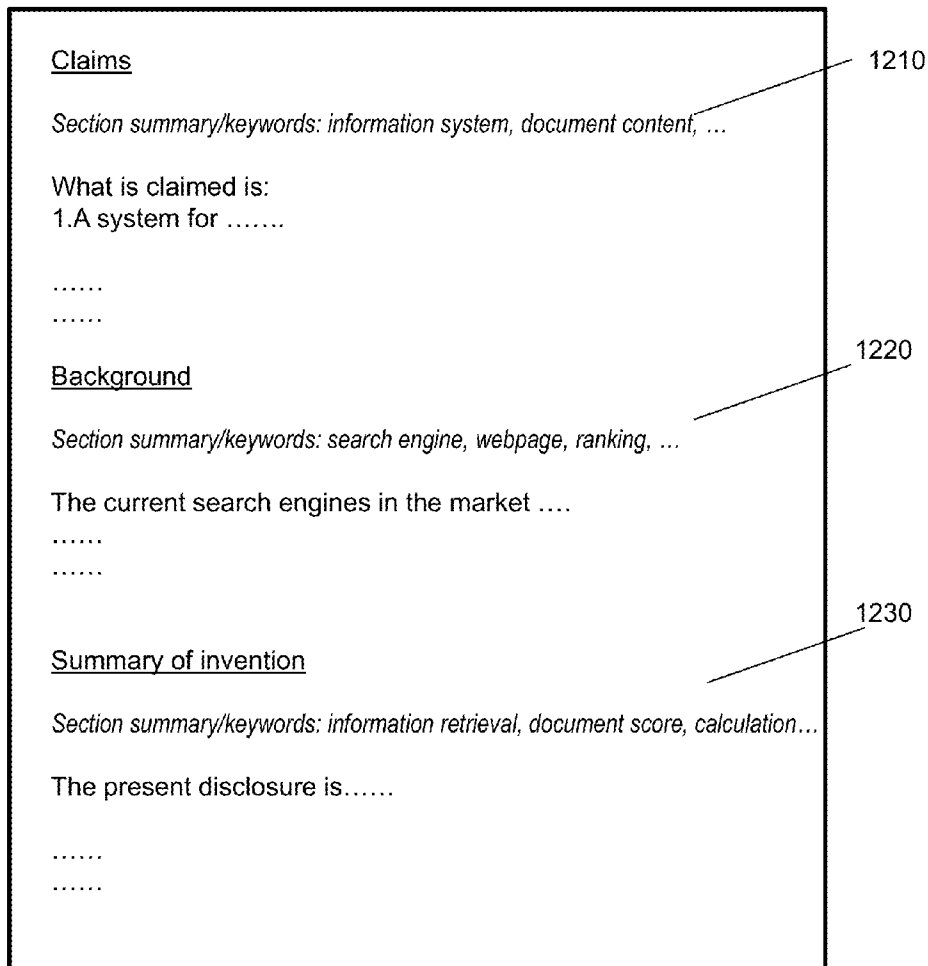 Claims
1210
Section summary/keywords: information system, document content, …
What is claimed is:
1.A system for …….
……
……
1220
Background
Section summary/keywords: search engine, webpage, ranking, …
The current search engines in the market ….
……
……
1230
Summary of invention
Section summary/keywords: information retrieval, document score, calculation…
The present disclosure is……
……
……